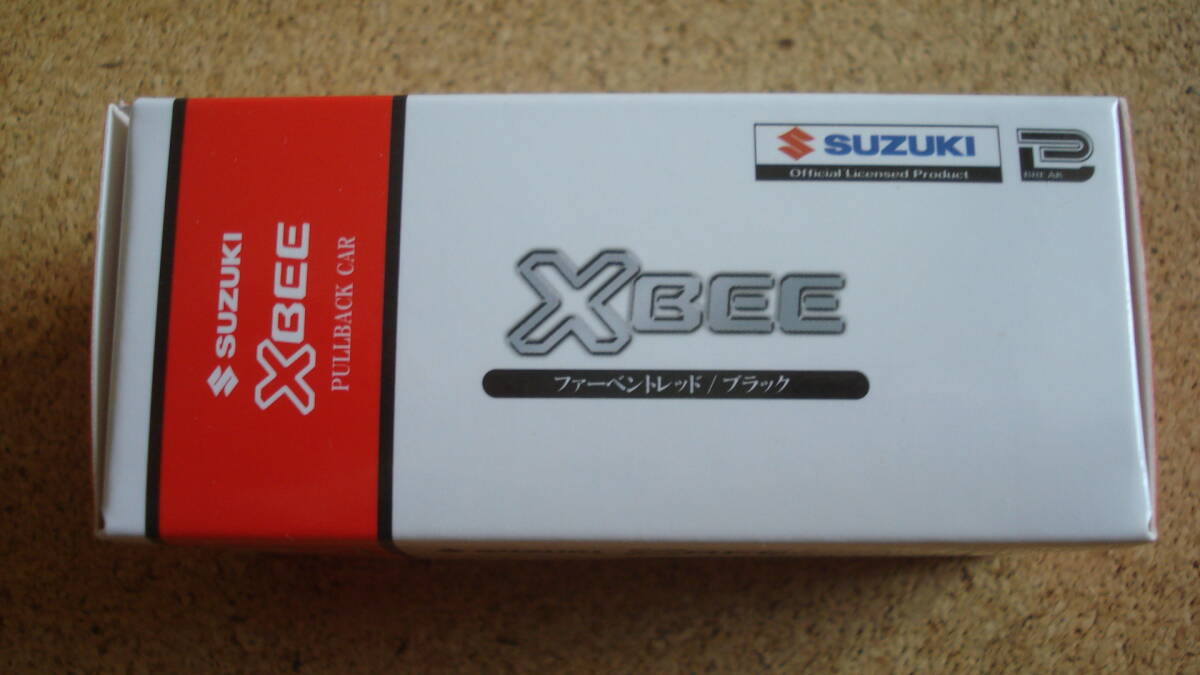 SUZUKI
XBEE
PULLBACK CAR
SUZUKI
Official Licensed Product
BREAK
XBEE
ファーベントレッド/ブラック